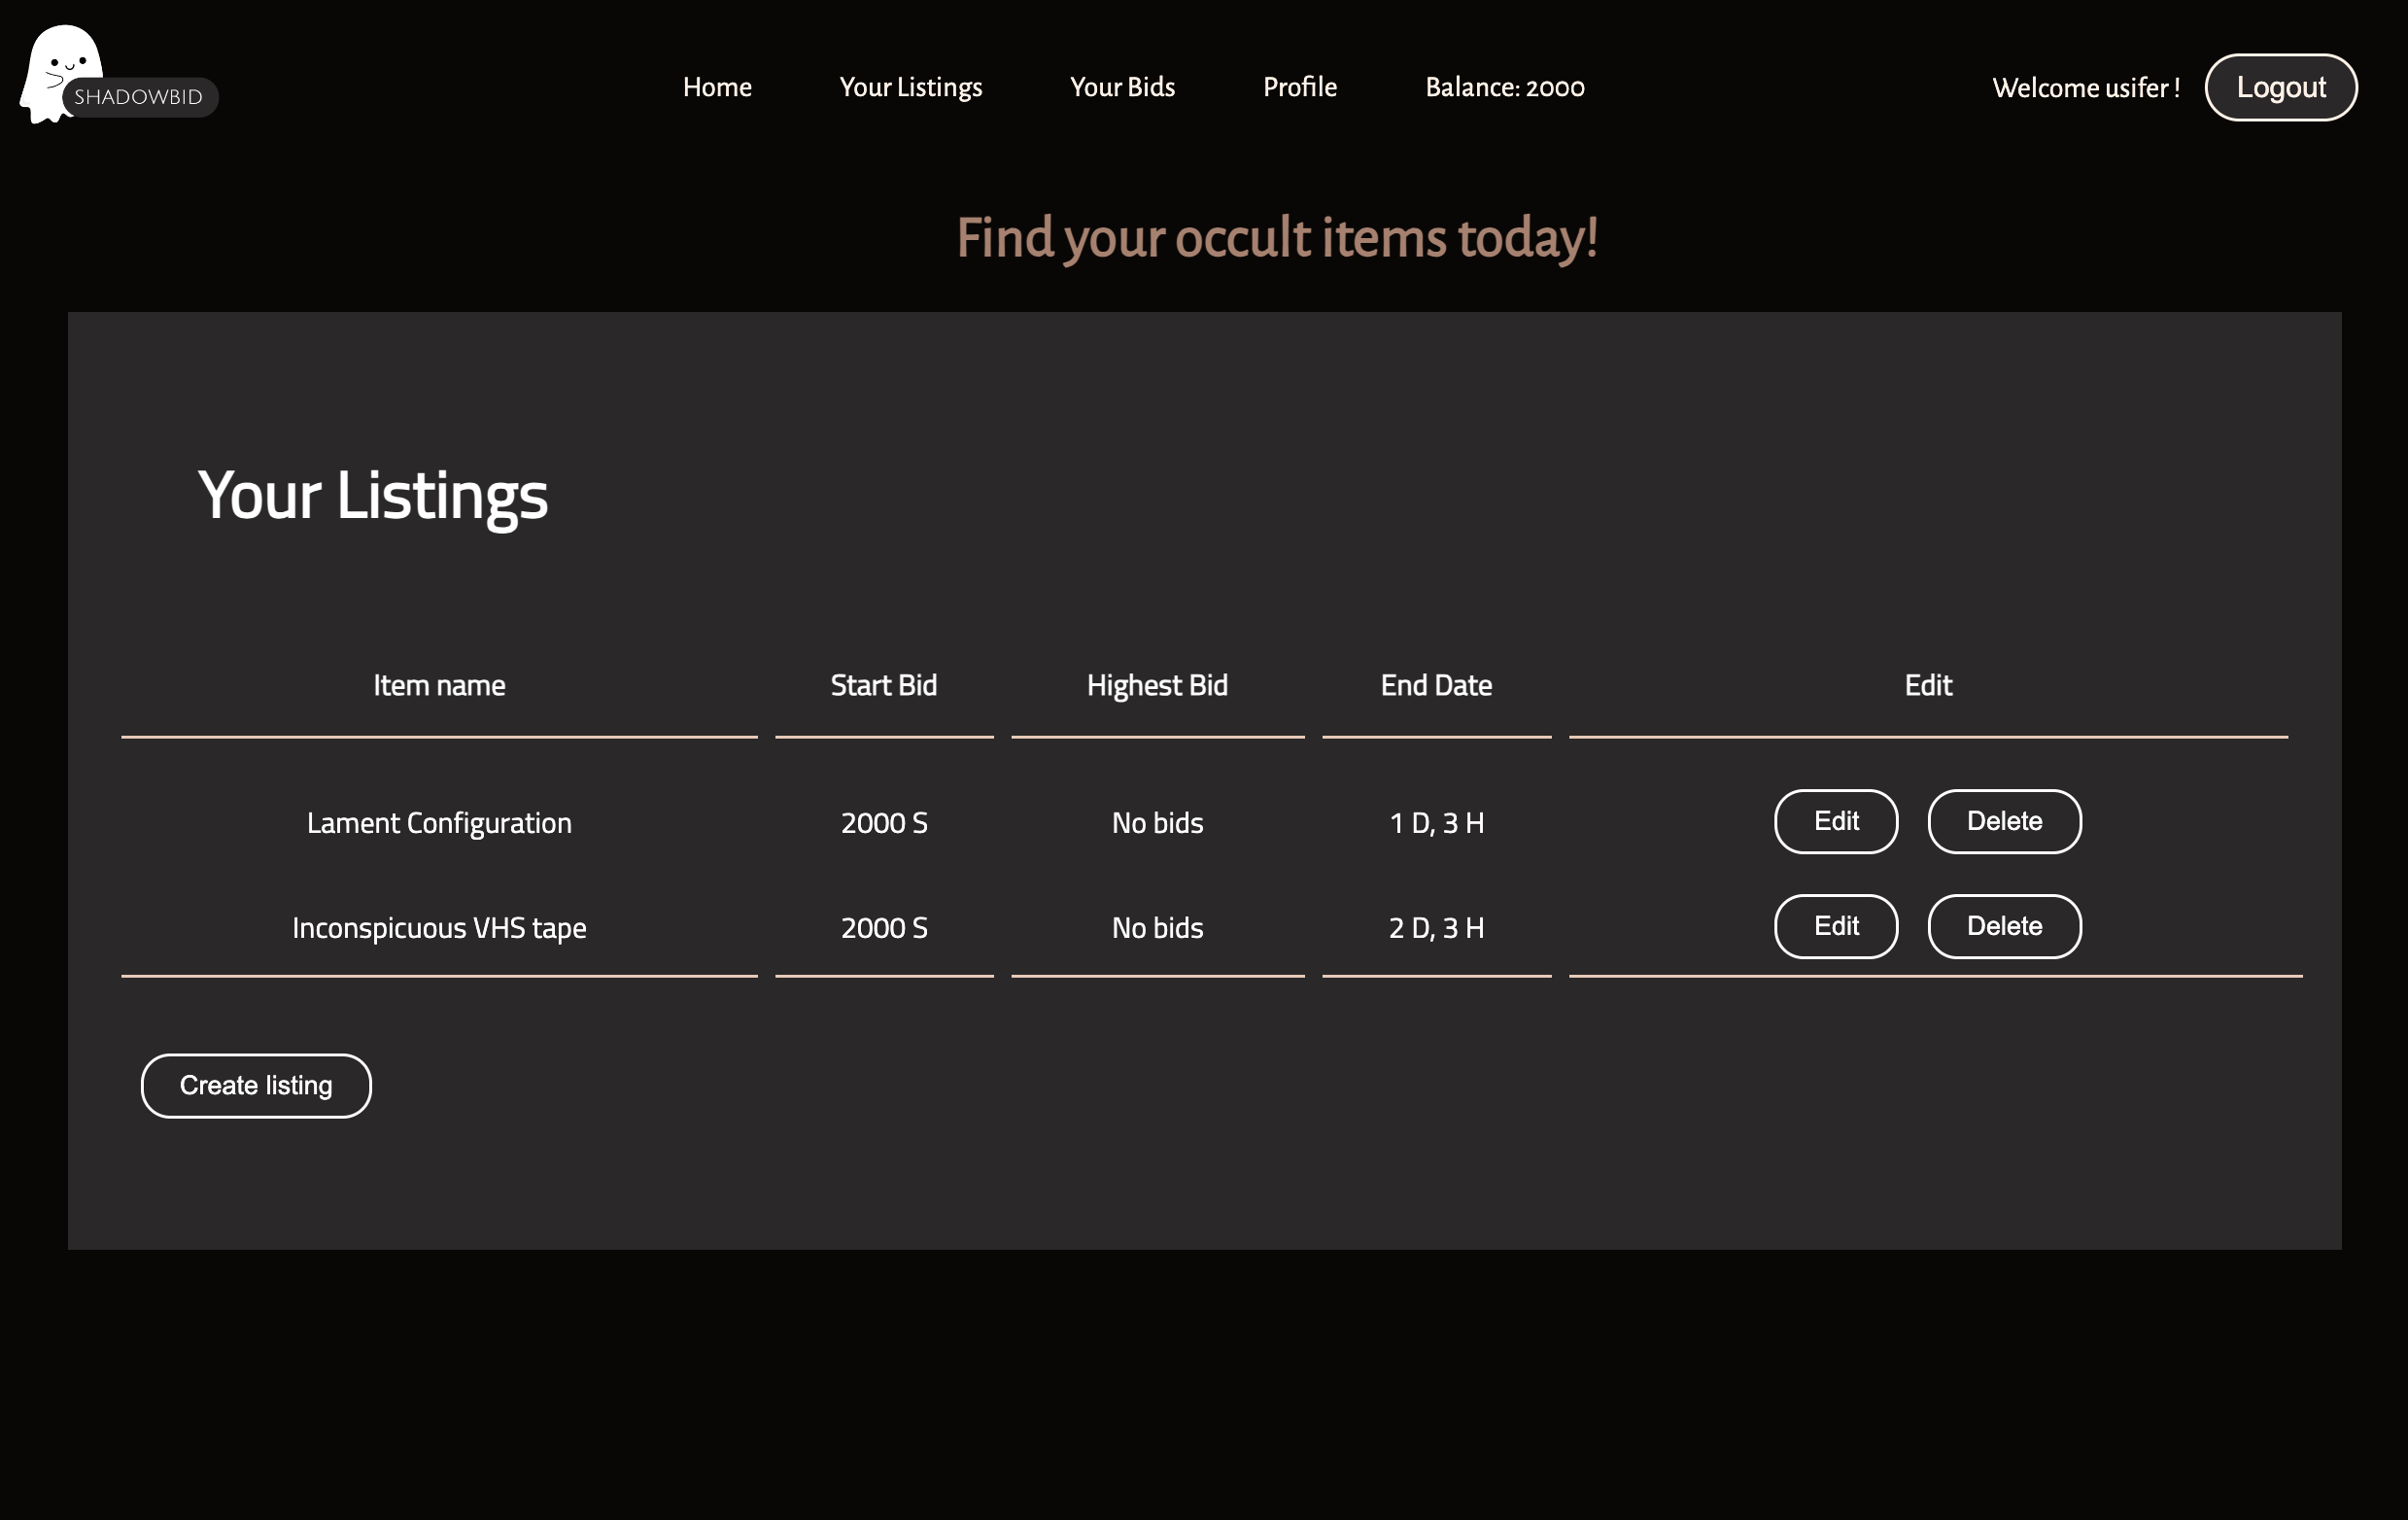 SHADOWBID
Home Your Listings Your Bids Profile Balance: 2000 Welcome usifer ! Logout
Find your occult items today!
Your Listings
Item name Start Bid Highest Bid End Date Edit
Lament Configuration 2000 S No bids 1 D, 3 H Edit Delete
Inconspicuous VHS tape 2000 S No bids 2 D, 3 H Edit Delete
Create listing